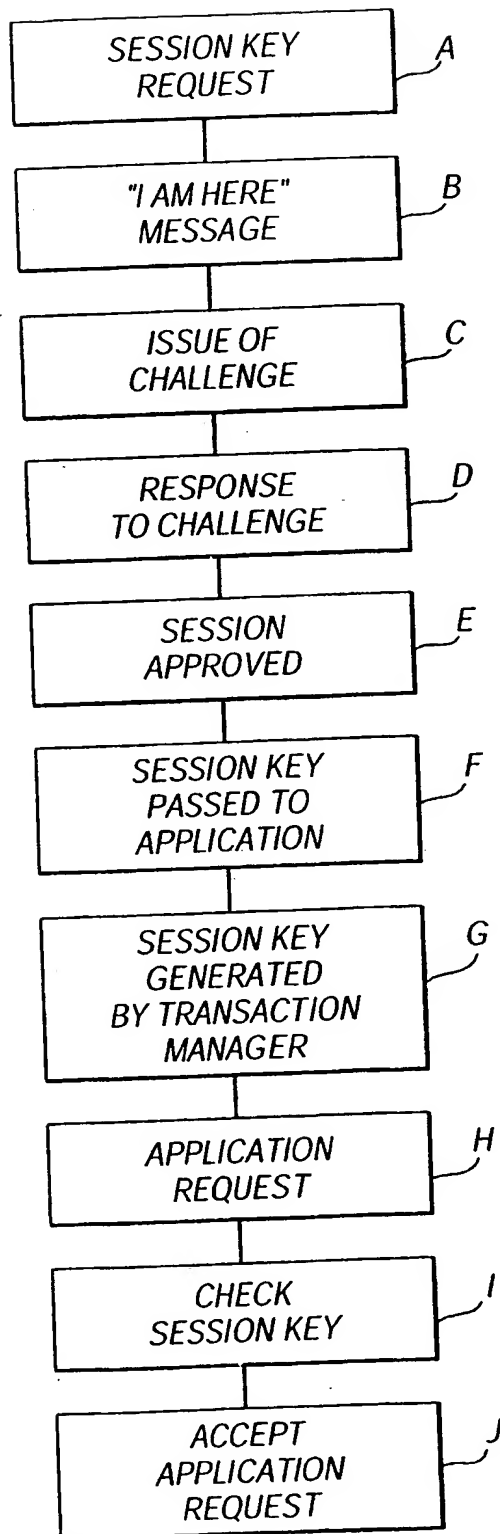 SESSION KEY
REQUEST
A
"I AM HERE"
MESSAGE
B
ISSUE OF
CHALLENGE
C
RESPONSE
TO CHALLENGE
D
SESSION
APPROVED
E
SESSION KEY
PASSED TO
APPLICATION
F
SESSION KEY
GENERATED
BY TRANSACTION
MANAGER
G
APPLICATION
REQUEST
H
CHECK
SESSION KEY
I
ACCEPT
APPLICATION
REQUEST
J